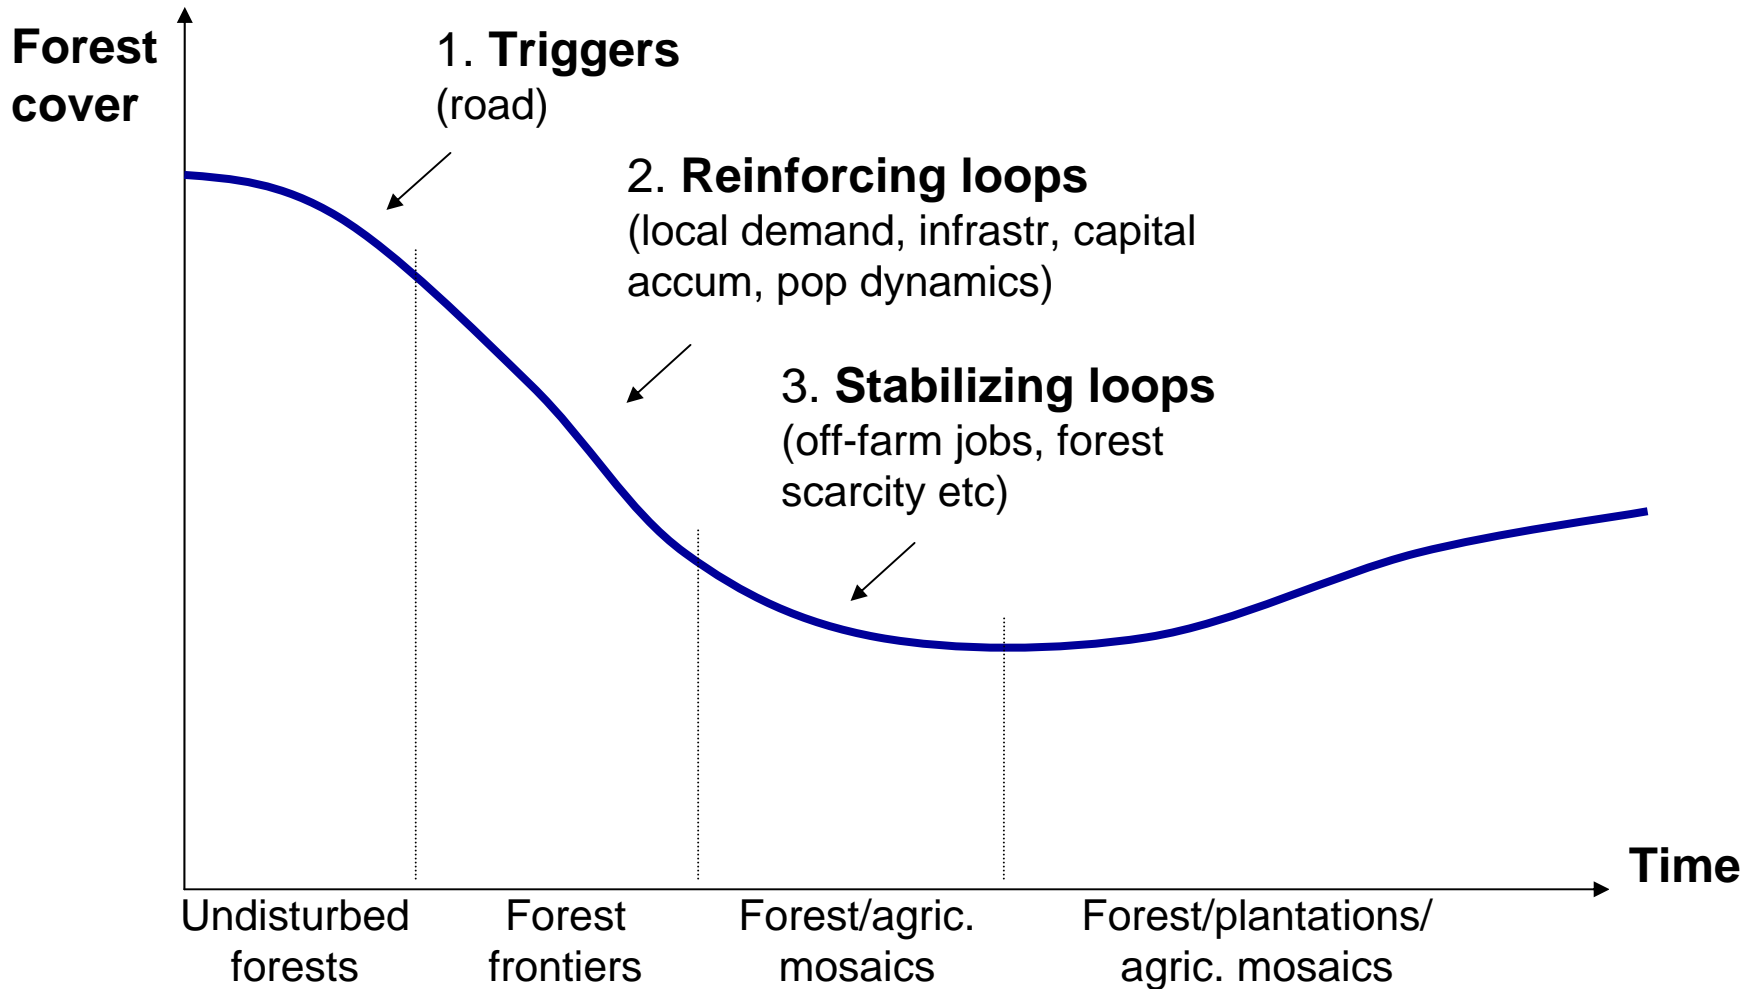 Forest
cover
1. Triggers
(road)
2. Reinforcing loops
(local demand, infrastr, capital
accum, pop dynamics)
3. Stabilizing loops
(off-farm jobs, forest
scarcity etc)
Time
Undisturbed
forests
Forest
frontiers
Forest/agric.
mosaics
Forest/plantations/
agric. mosaics